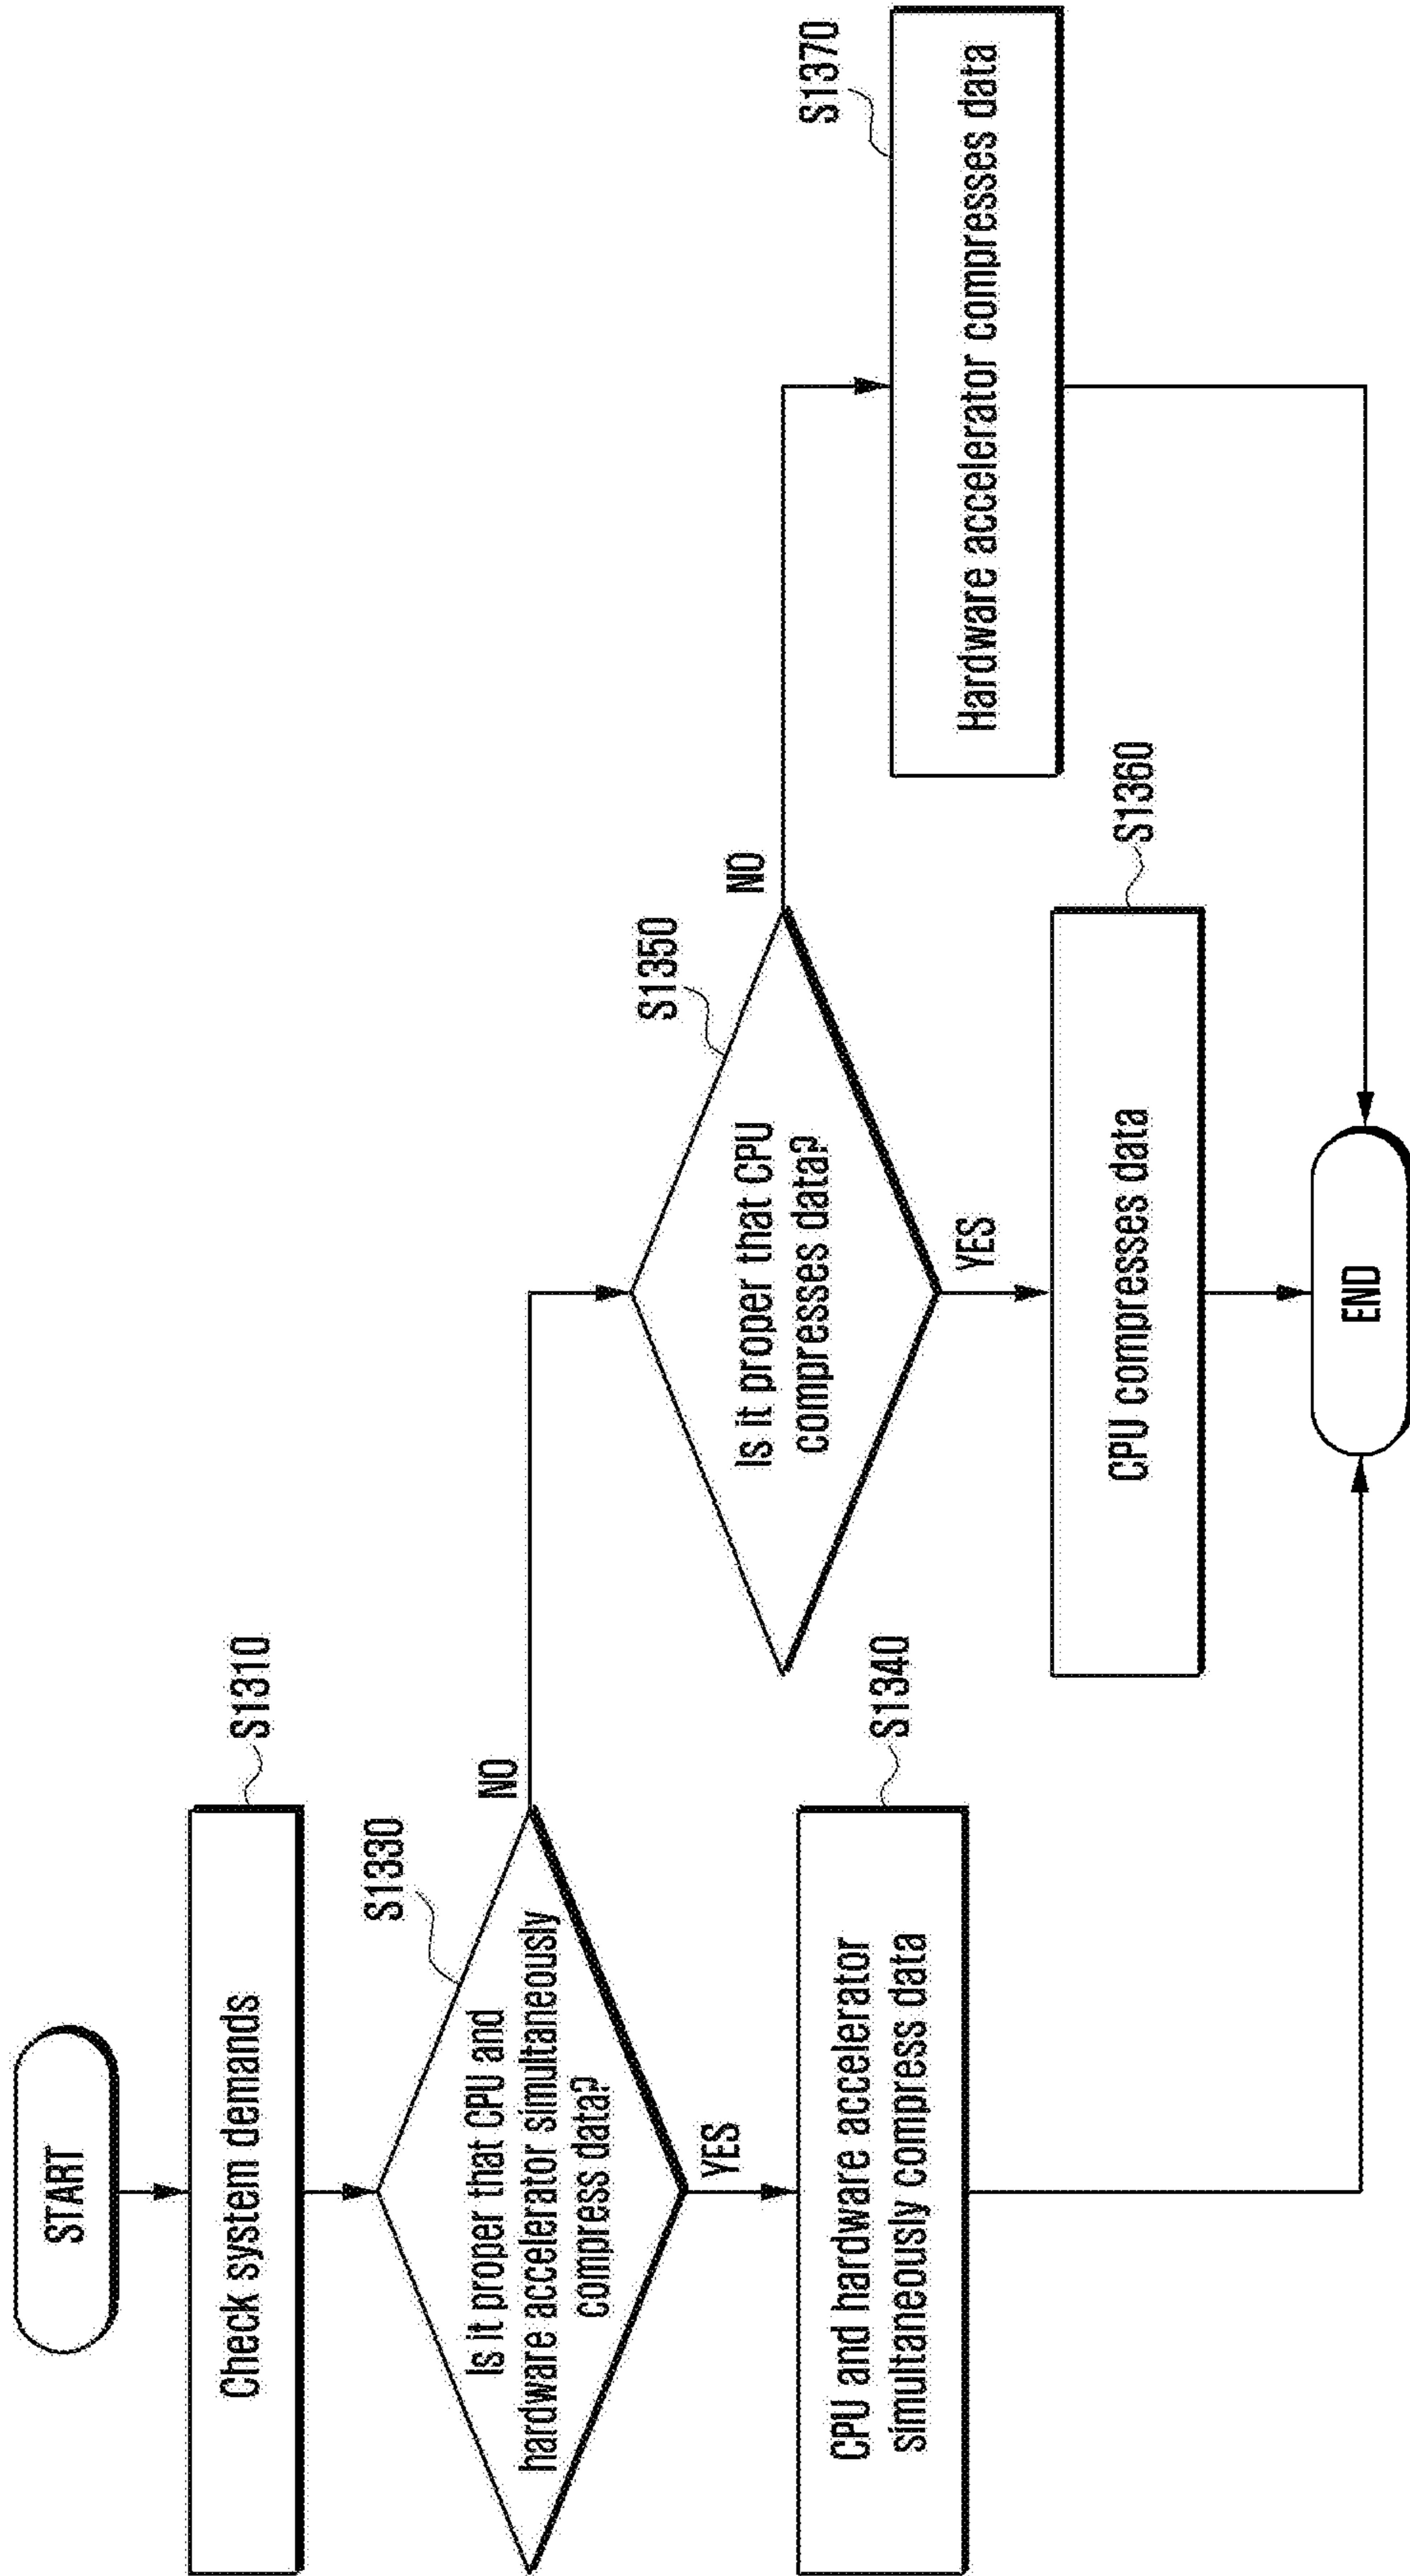 START
Check system demands
S1310
Is it proper that CPU and
hardware accelerator simultaneously
compress data?
S1330
NO
YES
CPU and hardware accelerator
simultaneously compress data
S1340
Is it proper that CPU
compresses data?
S1350
NO
YES
CPU compresses data
S1360
Hardware accelerator compresses data
S1370
END